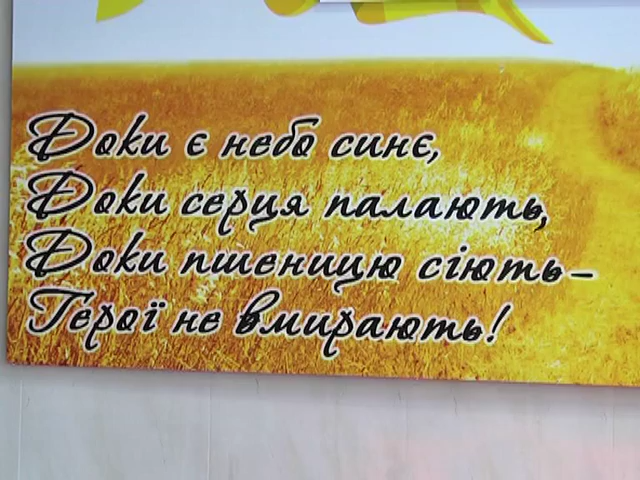 Доки є небо синє,
Доки серця палають,
Доки пшеницю сіють –
Герої не вмирають!